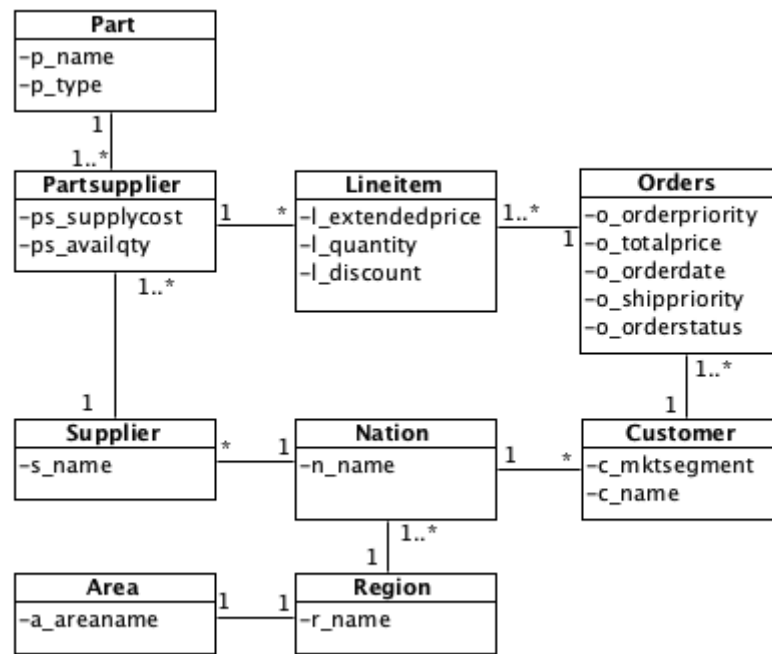 Part
-p_name
-p_type
1
1..*
Partsupplier
-ps_supplycost
-ps_availqty
1
*
Lineitem
-l_extendedprice
-l_quantity
-l_discount
1..*
1
Orders
-o_orderpriority
-o_totalprice
-o_orderdate
-o_shippriority
-o_orderstatus
1..*
1
1..*
1
Supplier
-s_name
*
1
Nation
-n_name
1
*
Customer
-c_mktsegment
-c_name
1..*
1
Area
-a_areaname
1
1
Region
-r_name